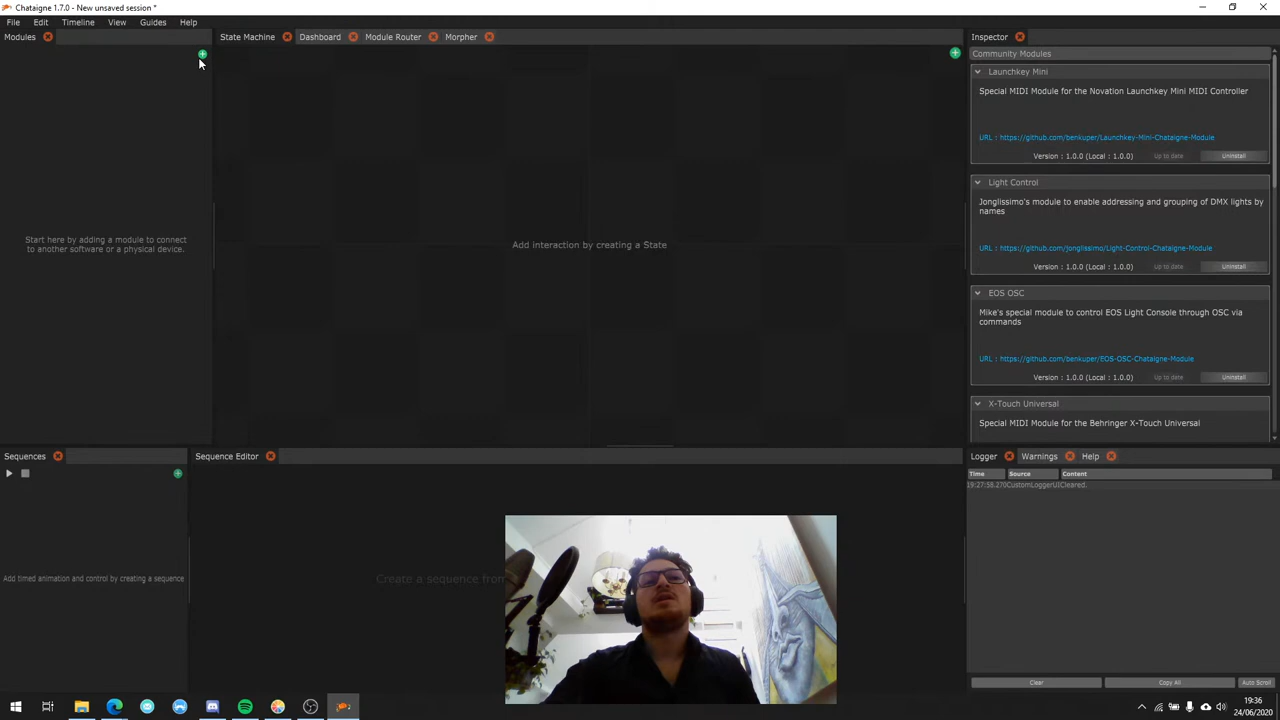 Chataigne 1.7.0 - New unsaved session *
File Edit Timeline View Guides Help
Modules
State Machine Dashboard Module Router Morpher
Inspector
Community Modules
Launchkey Mini
Special MIDI Module for the Novation Launchkey Mini MIDI Controller
URL : https://github.com/benkuper/Launchkey-Mini-Chataigne-Module
Version : 1.0.0 (Local : 1.0.0) Up to date Uninstall
Light Control
Jonglissimo's module to enable addressing and grouping of DMX lights by
names
URL : https://github.com/jonglissimo/Light-Control-Chataigne-Module
Version : 1.0.0 (Local : 1.0.0) Up to date Uninstall
EOS OSC
Mike's special module to control EOS Light Console through OSC via
commands
URL : https://github.com/benkuper/EOS-OSC-Chataigne-Module
Version : 1.0.0 (Local : 1.0.0) Up to date Uninstall
X-Touch Universal
Special MIDI Module for the Behringer X-Touch Universal
Start here by adding a module to connect
to another software or a physical device.
Add interaction by creating a State
Sequences
Sequence Editor
Add timed animation and control by creating a sequence
Create a sequence from
Logger Warnings Help
Time Source Content
19:27:58.270CustomLoggerUICleared.
Clear Copy All Auto Scroll
19:36
24/06/2020